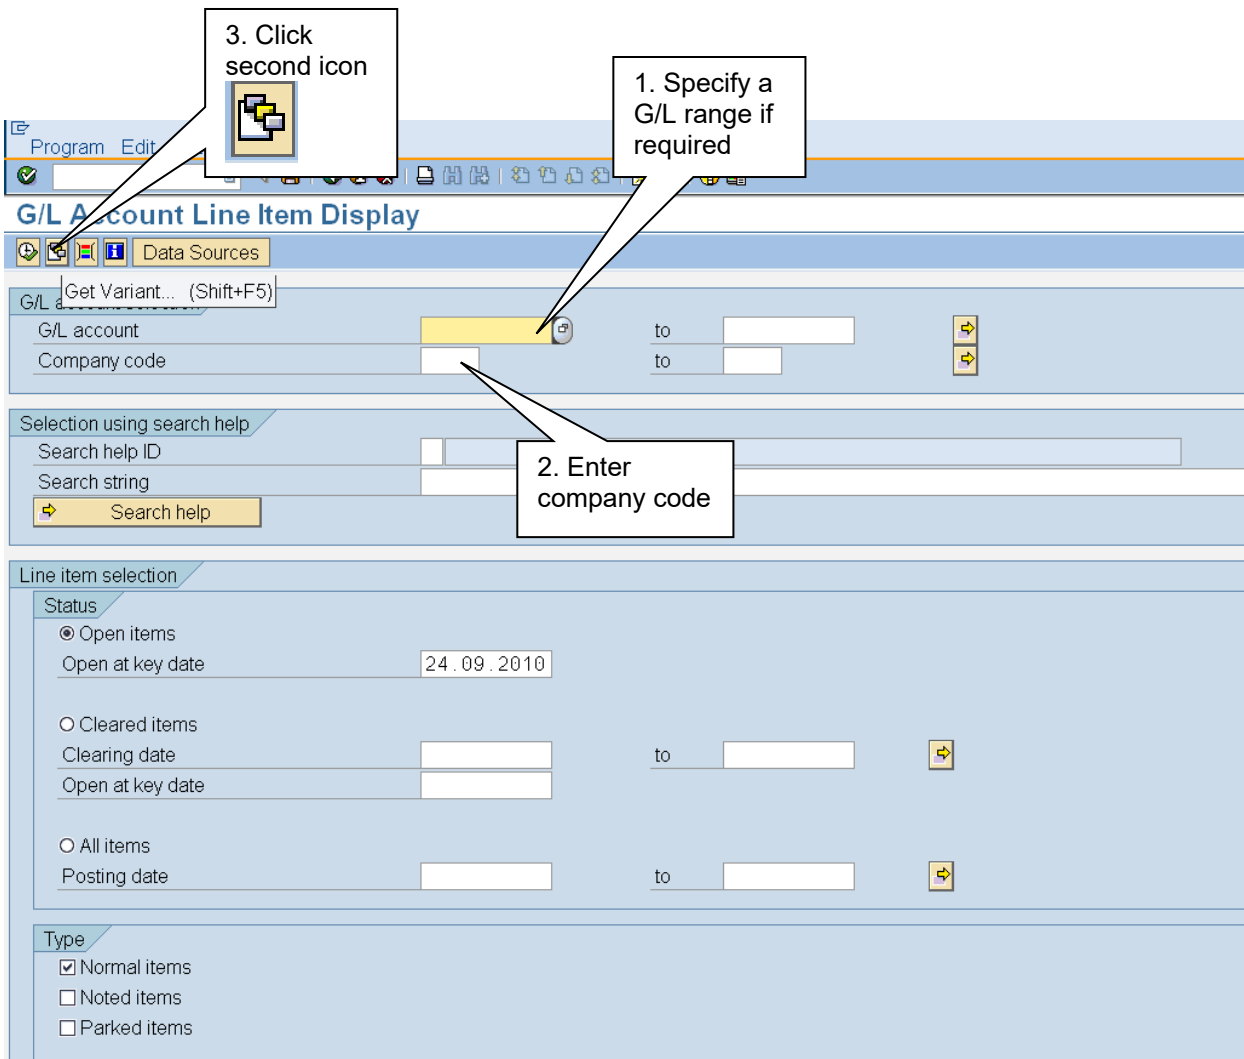 3. Click
second icon
1. Specify a
G/L range if
required
Program Edit
G/L Account Line Item Display
Data Sources
Get Variant... (Shift+F5)
G/L account selection
G/L account to
Company code to
Selection using search help
Search help ID
2. Enter
company code
Search string
Search help
Line item selection
Status
Open items
Open at key date 24.09.2010
Cleared items
Clearing date to
Open at key date
All items
Posting date to
Type
Normal items
Noted items
Parked items